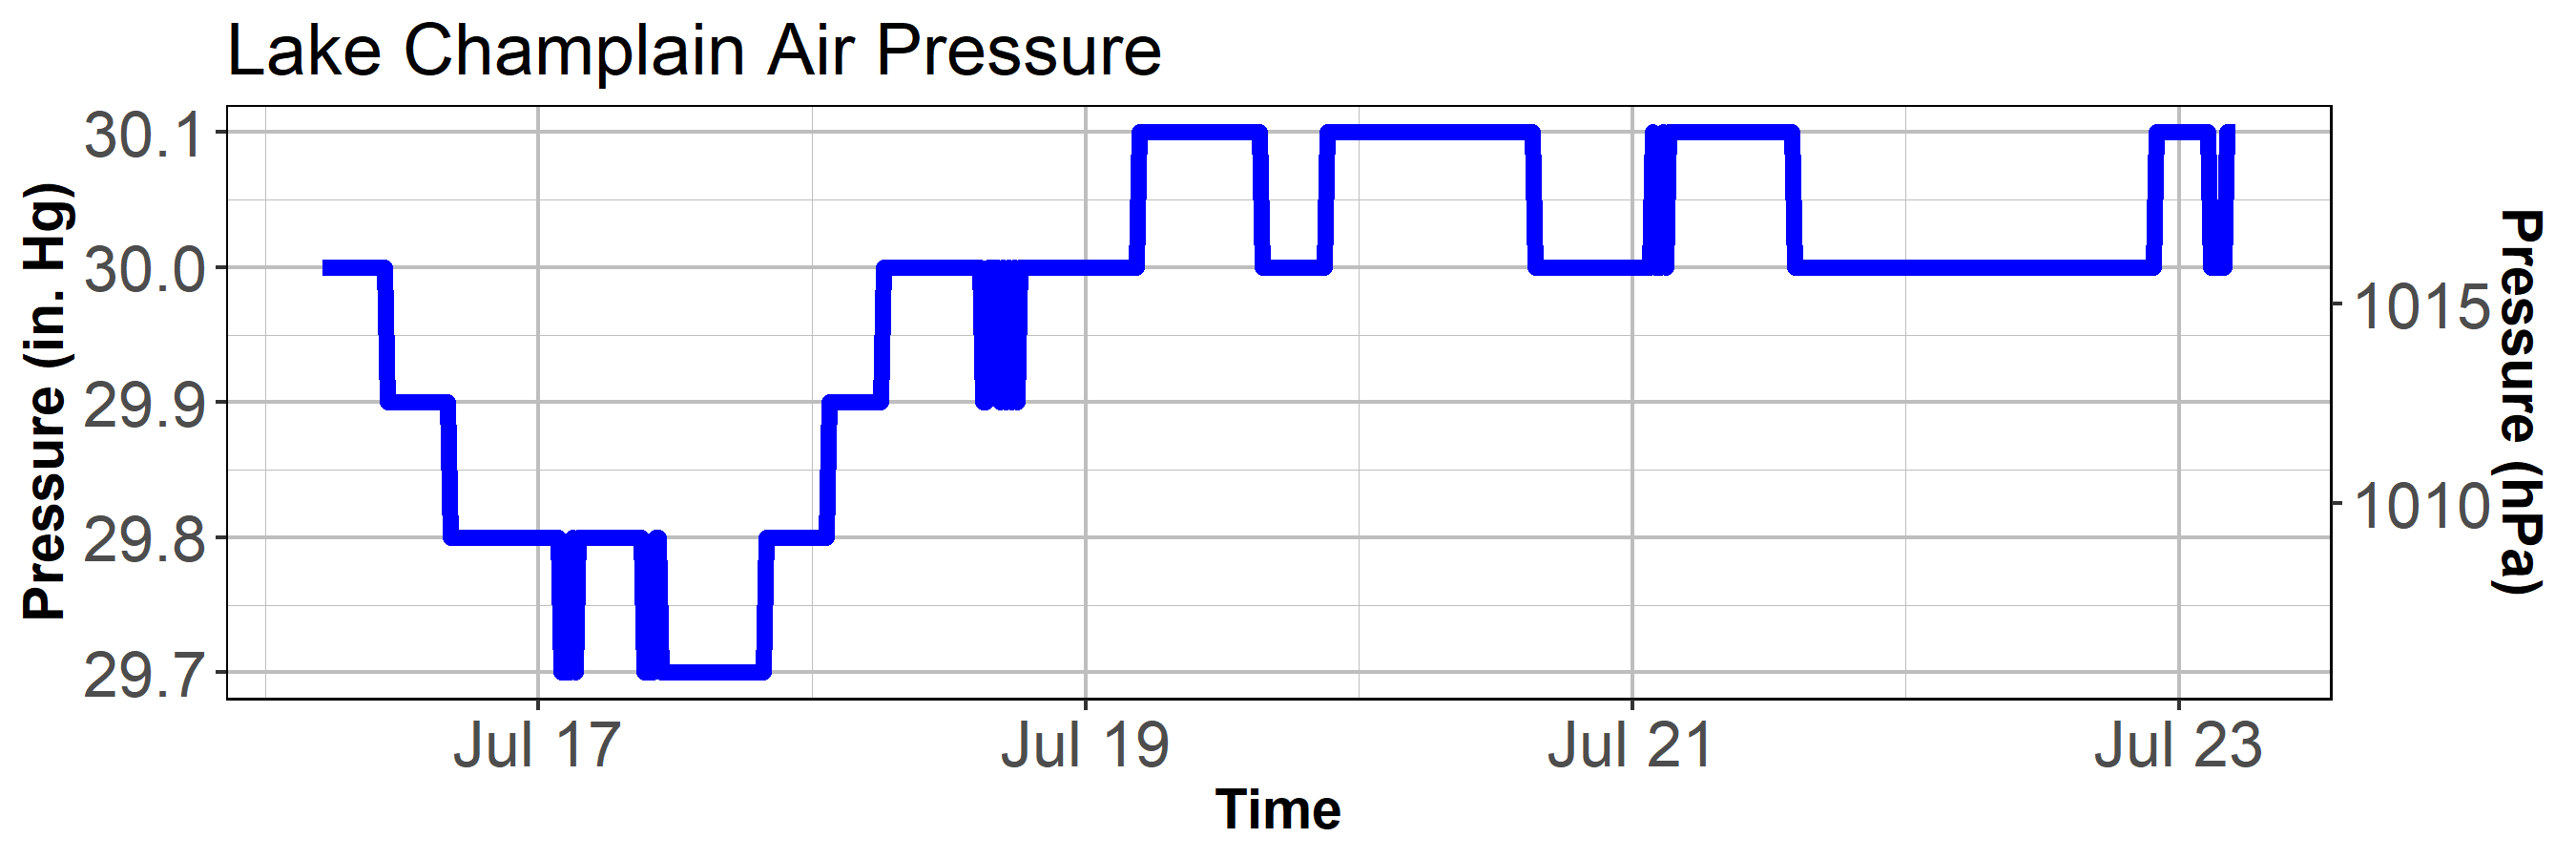 Lake Champlain Air Pressure
Pressure (in. Hg)
30.1
30.0
29.9
29.8
29.7
1015
1010
Pressure (hPa)
Jul 17 Jul 19 Jul 21 Jul 23
Time